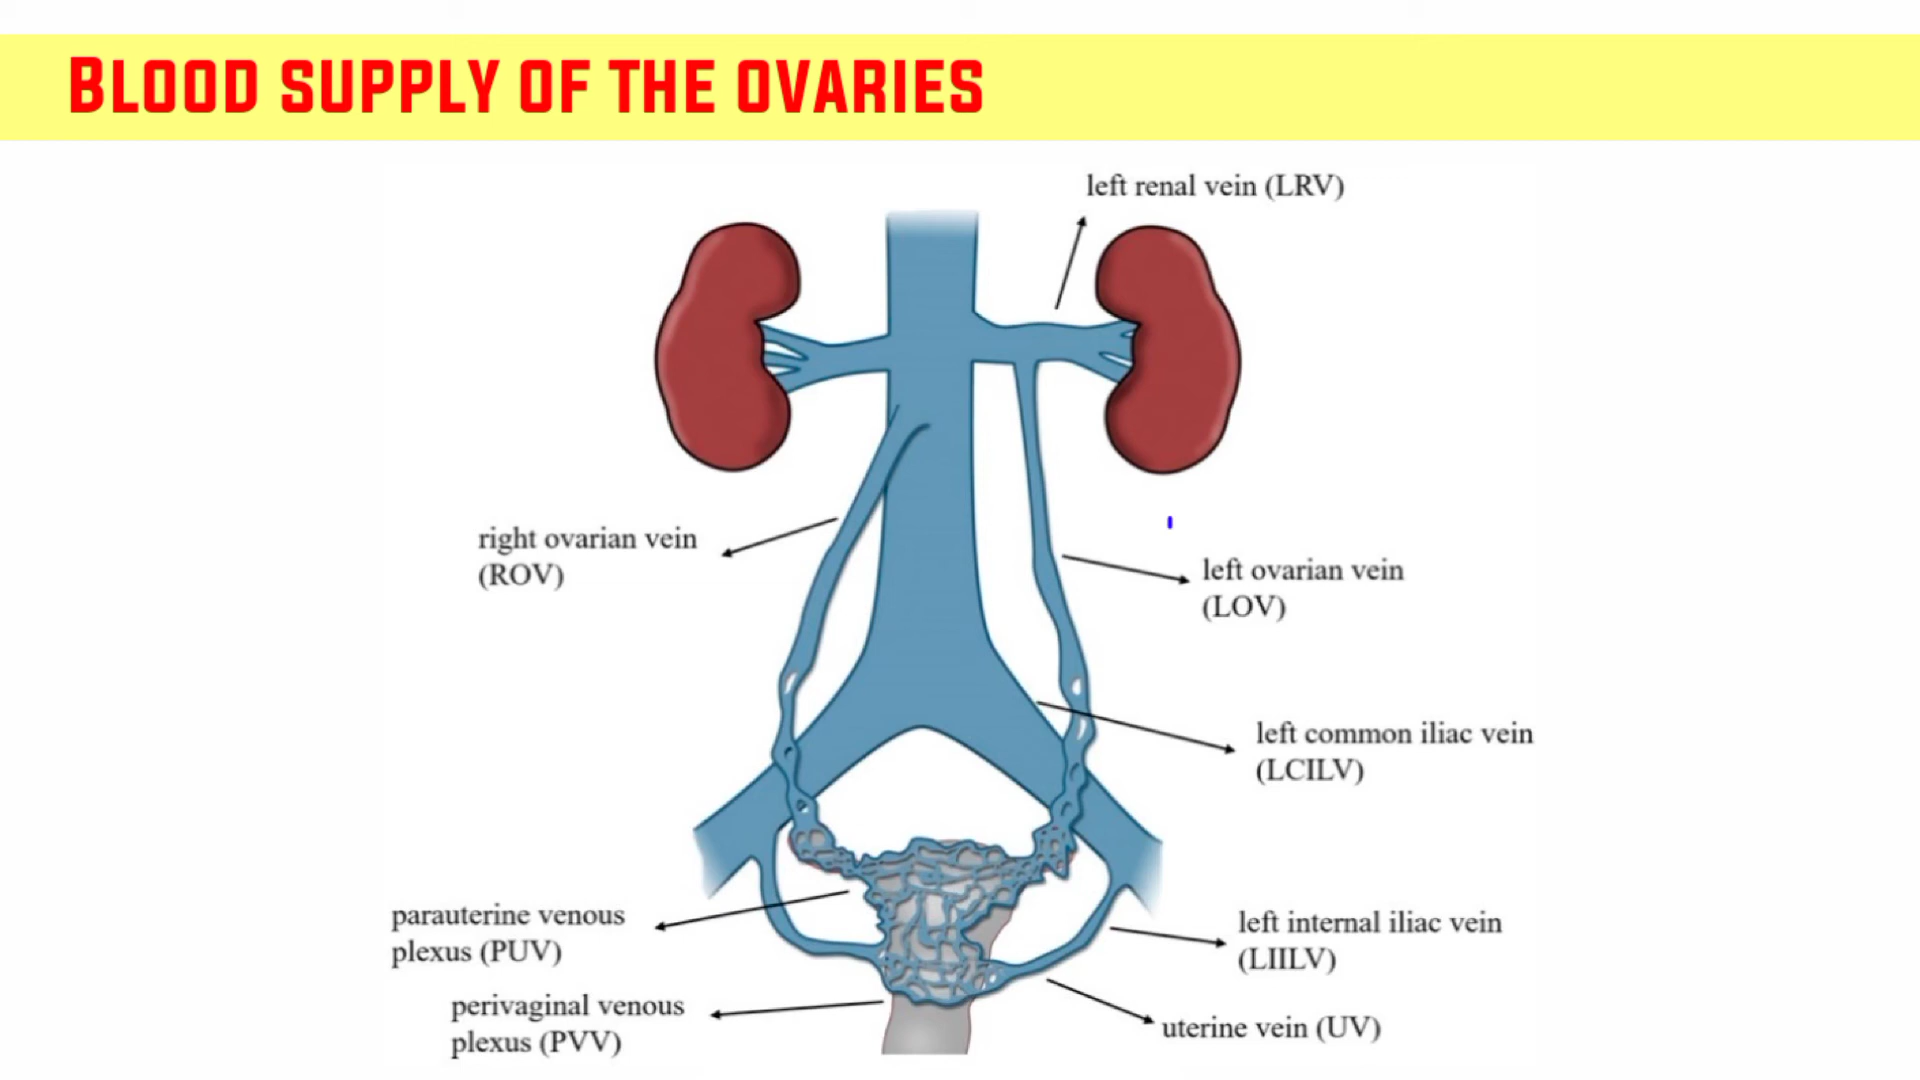 BLOOD SUPPLY OF THE OVARIES
left renal vein (LRV)
right ovarian vein
(ROV)
left ovarian vein
(LOV)
left common iliac vein
(LCILV)
parauterine venous
plexus (PUV)
left internal iliac vein
(LIILV)
perivaginal venous
plexus (PVV)
uterine vein (UV)